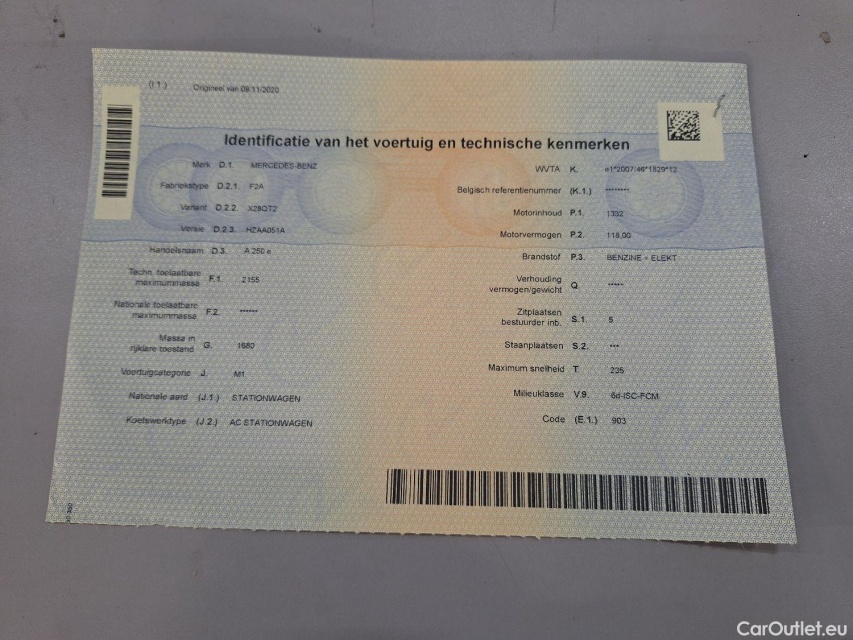 (I 1.) Origineel van 09/11/2020
Identificatie van het voertuig en technische kenmerken
Merk D.1. MERCEDES-BENZ
Fabriekstype D.2.1. F2A
Variant D.2.2. X28QT2
Versie D.2.3. HZAA051A
Handelsnaam D.3. A 250 e
Techn. toelaatbare
maximummassa F.1. 2155
Nationale toelaatbare
maximummassa F.2. ******
Massa in
rijklare toestand G. 1680
Voertuigcategorie J. M1
Nationale aard (J.1.) STATIONWAGEN
Koetswerktype (J.2.) AC STATIONWAGEN
WVTA K. e1*2007/46*1829*12
Belgisch referentienummer (K.1.) ********
Motorinhoud P.1. 1332
Motorvermogen P.2. 118,00
Brandstof P.3. BENZINE + ELEKT
Verhouding
vermogen/gewicht Q *****
Zitplaatsen
bestuurder inb. S.1. 5
Staanplaatsen S.2. ***
Maximum snelheid T. 235
Milieuklasse V.9. 6d-ISC-FCM
Code (E.1.) 903
CarOutlet.eu